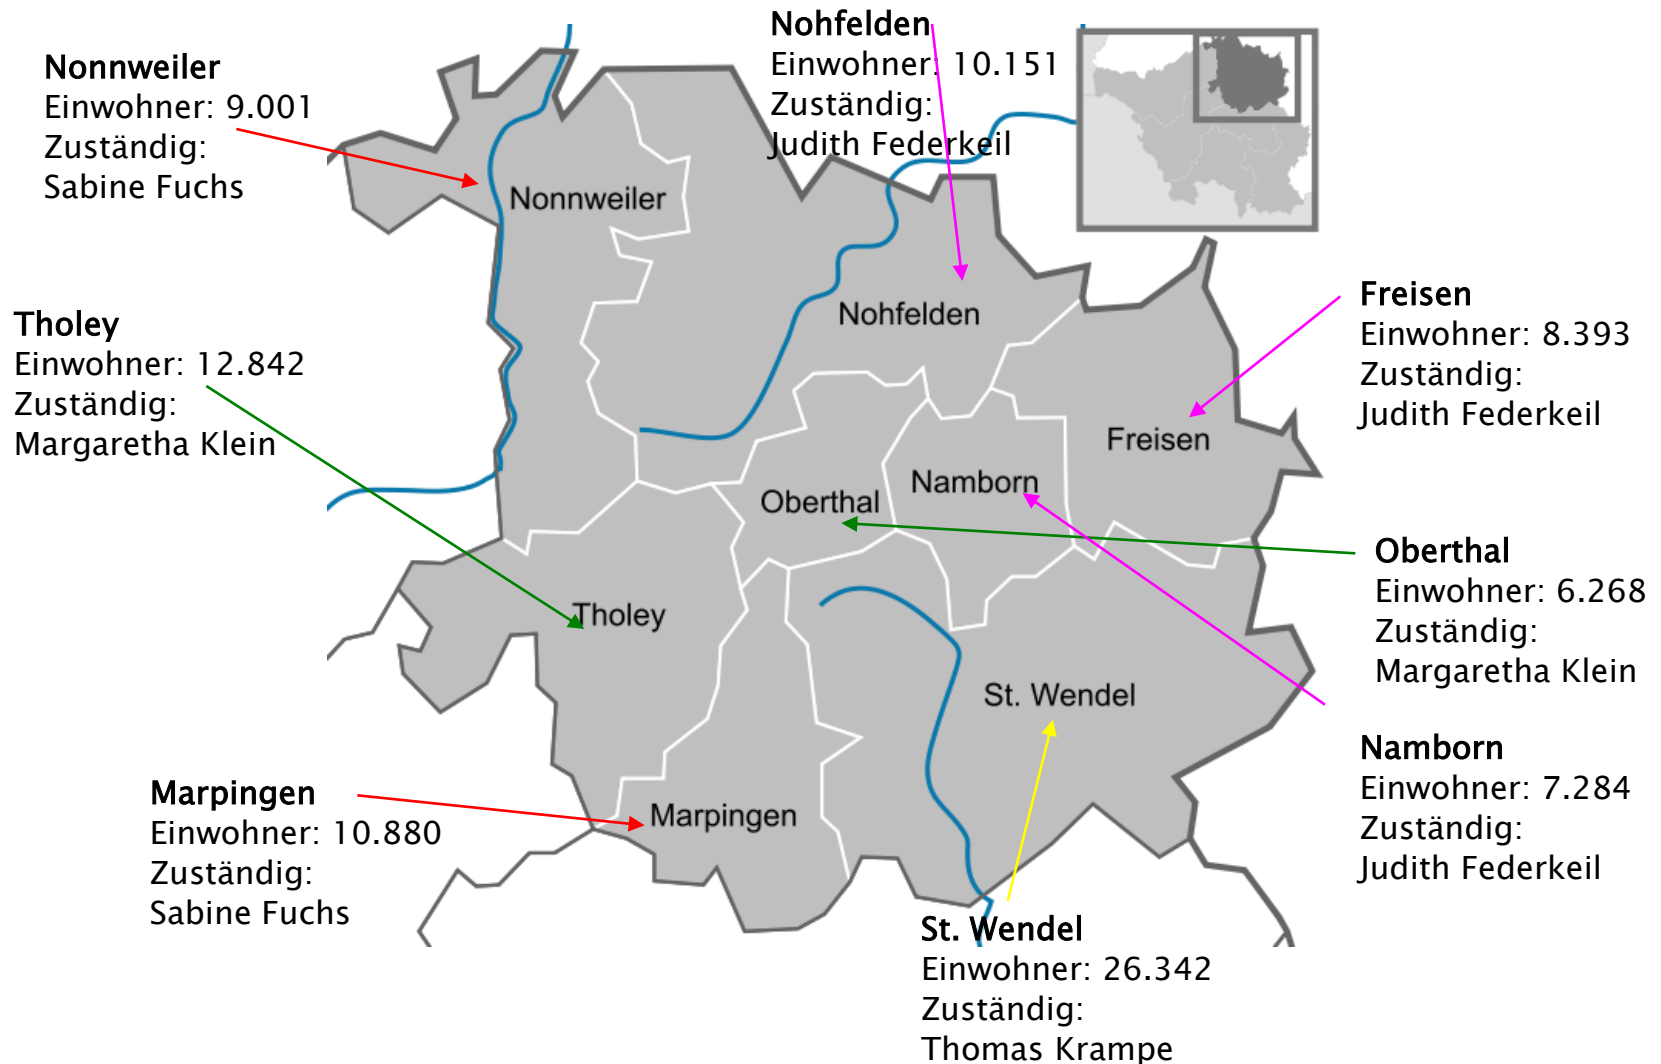 Nohfelden
Einwohner: 10.151
Zuständig:
Judith Federkeil
Nonnweiler
Einwohner: 9.001
Zuständig:
Sabine Fuchs
Nonnweiler
Nohfelden
Freisen
Einwohner: 8.393
Zuständig:
Judith Federkeil
Tholey
Einwohner: 12.842
Zuständig:
Margaretha Klein
Freisen
Namborn
Oberthal
Oberthal
Einwohner: 6.268
Zuständig:
Margaretha Klein
Tholey
St. Wendel
Namborn
Einwohner: 7.284
Zuständig:
Judith Federkeil
Marpingen
Einwohner: 10.880
Zuständig:
Sabine Fuchs
Marpingen
St. Wendel
Einwohner: 26.342
Zuständig:
Thomas Krampe